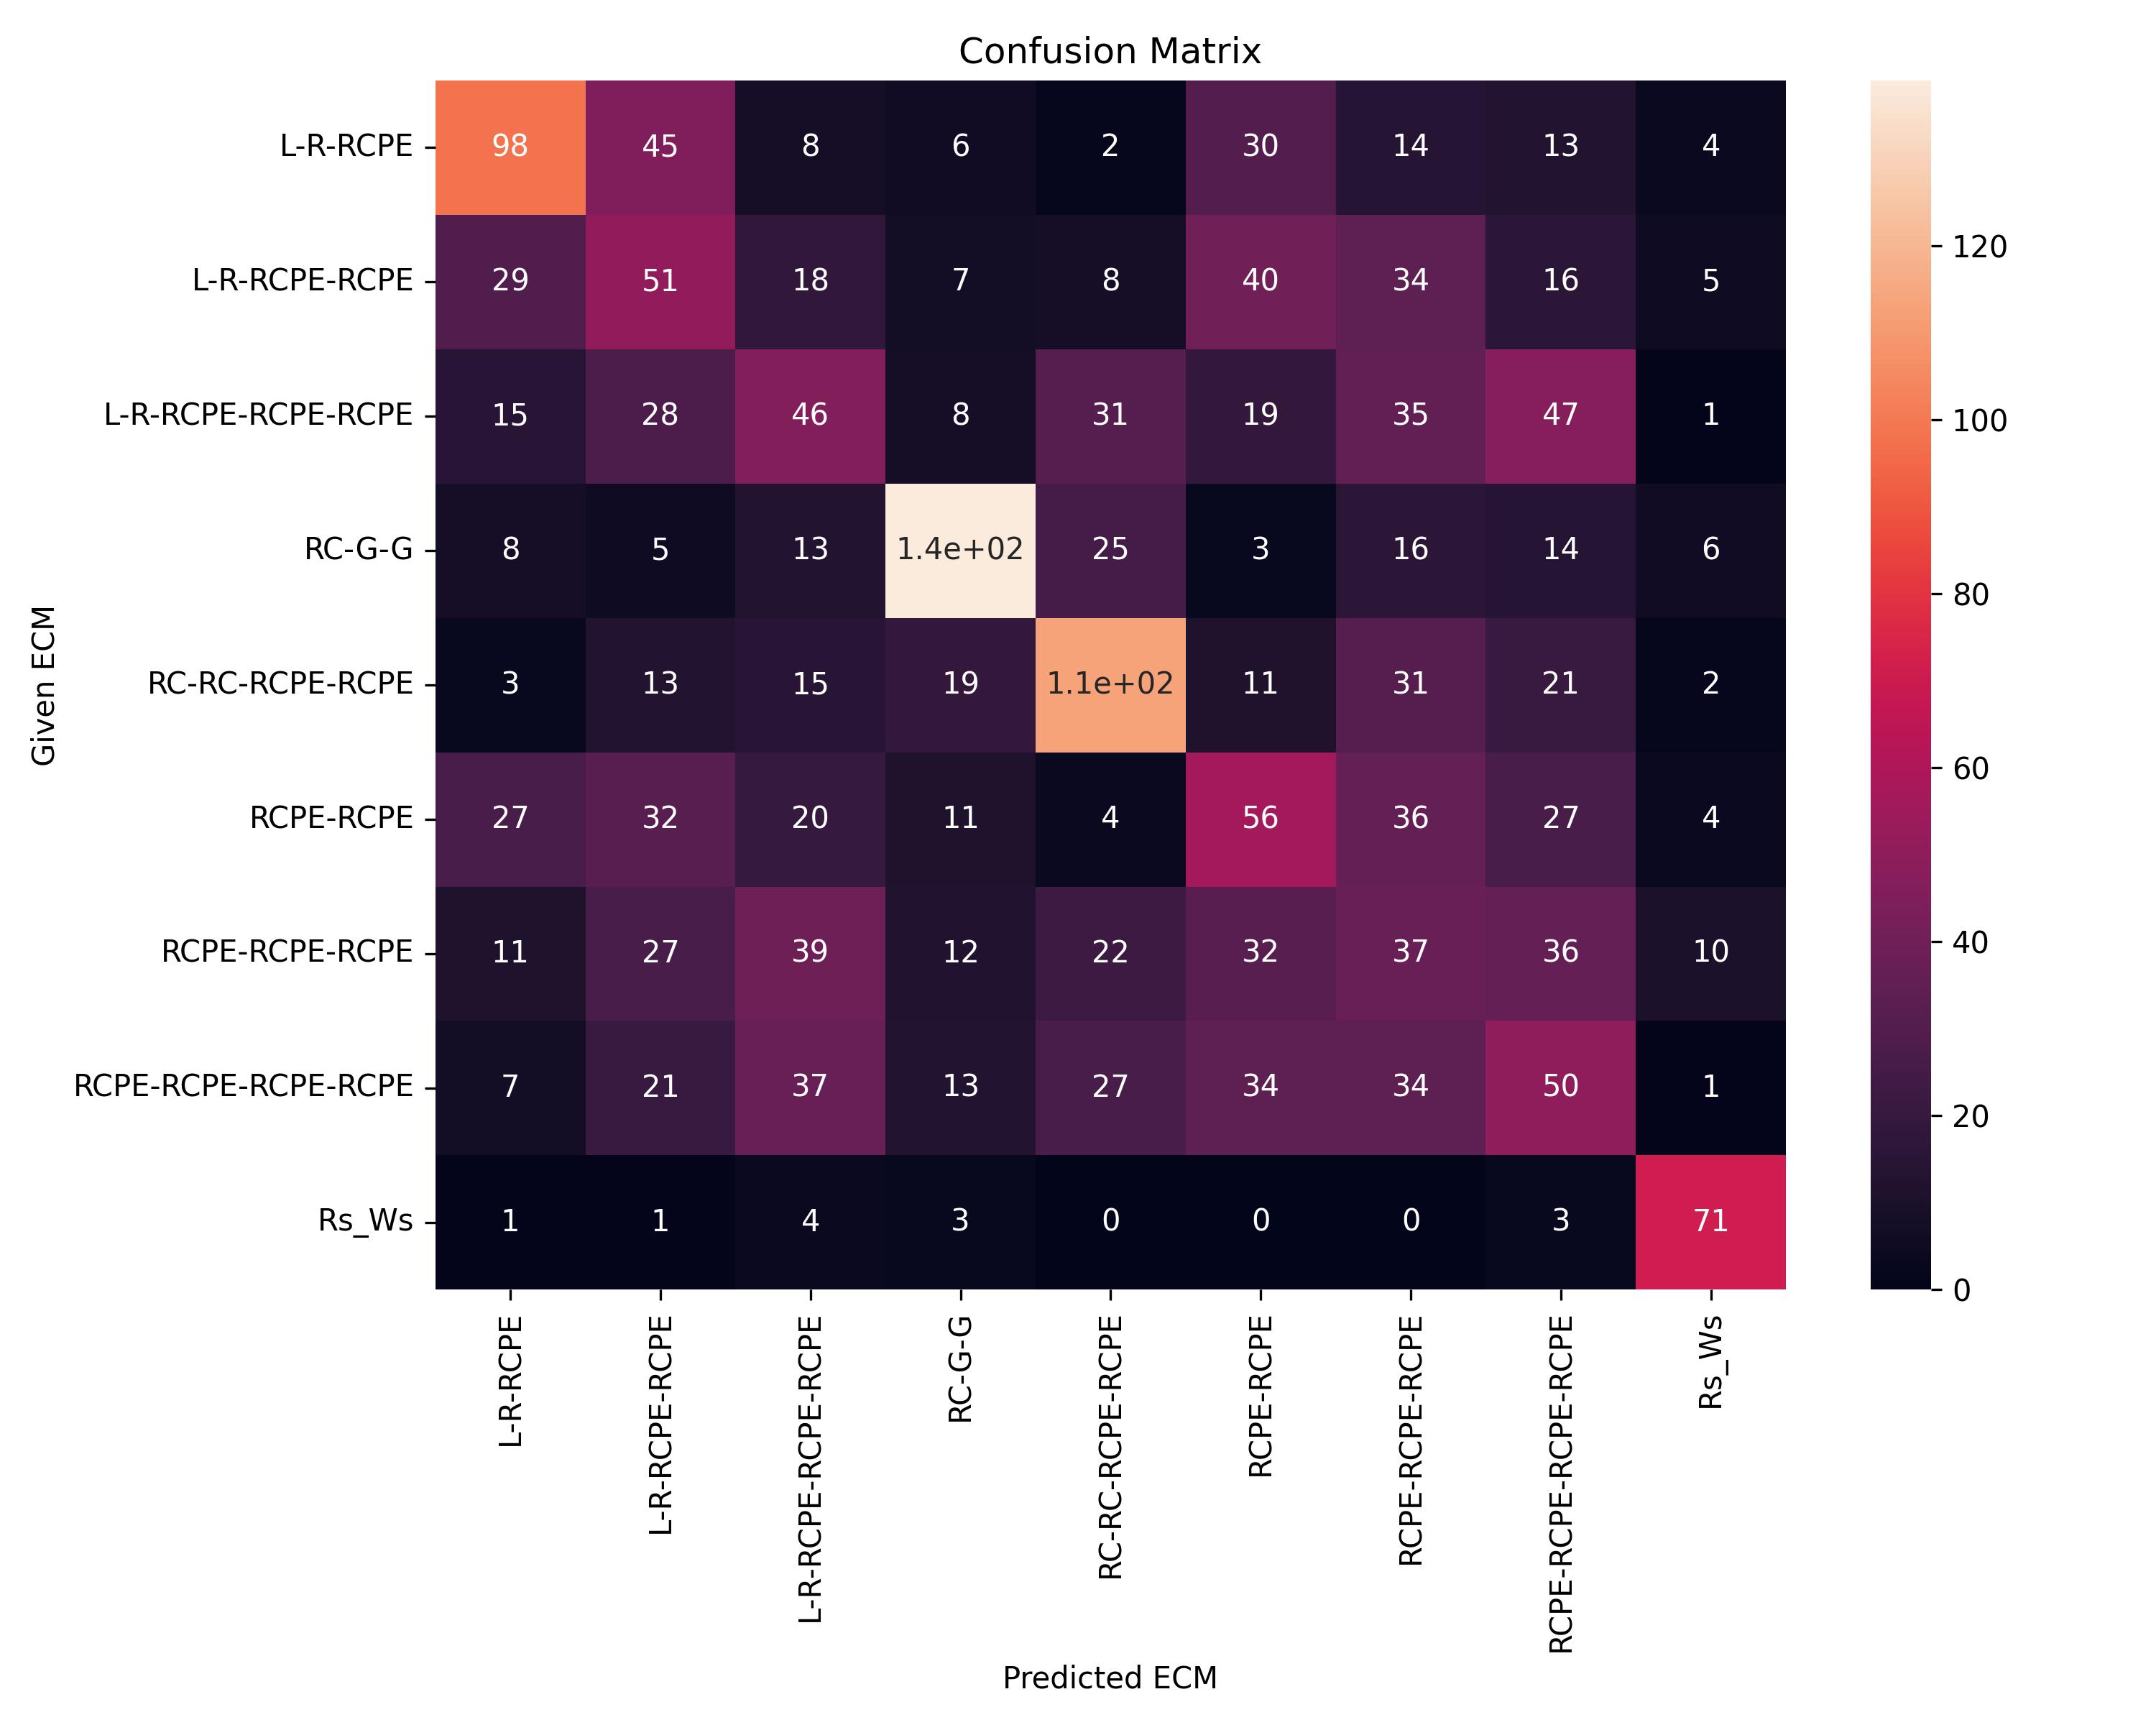 Confusion Matrix
L-R-RCPE 98 45 8 6 2 30 14 13 4
L-R-RCPE-RCPE 29 51 18 7 8 40 34 16 5
L-R-RCPE-RCPE-RCPE 15 28 46 8 31 19 35 47 1
RC-G-G 8 5 13 1.4e+02 25 3 16 14 6
RC-RC-RCPE-RCPE 3 13 15 19 1.1e+02 11 31 21 2
RCPE-RCPE 27 32 20 11 4 56 36 27 4
RCPE-RCPE-RCPE 11 27 39 12 22 32 37 36 10
RCPE-RCPE-RCPE-RCPE 7 21 37 13 27 34 34 50 1
Rs_Ws 1 1 4 3 0 0 0 3 71
Given ECM
L-R-RCPE
L-R-RCPE-RCPE
L-R-RCPE-RCPE-RCPE
RC-G-G
RC-RC-RCPE-RCPE
RCPE-RCPE
RCPE-RCPE-RCPE
RCPE-RCPE-RCPE-RCPE
Rs_Ws
Predicted ECM
120
100
80
60
40
20
0